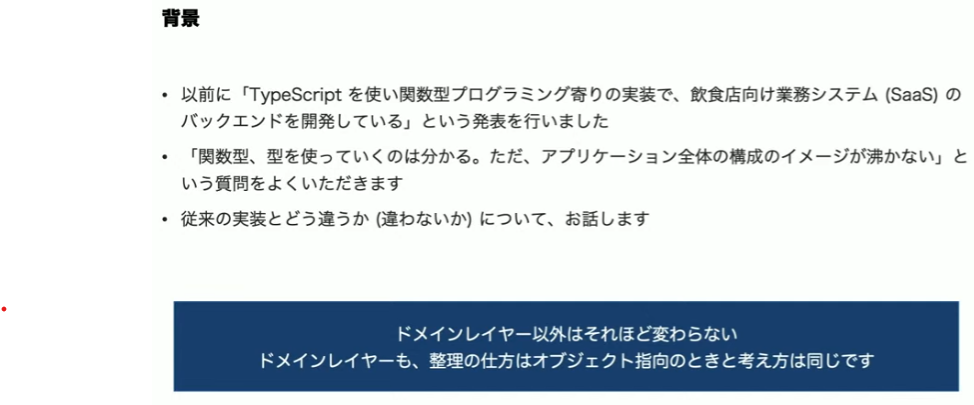 背景
• 以前に「TypeScript を使い関数型プログラミング寄りの実装で、飲食店向け業務システム (SaaS) の
バックエンドを開発している」という発表を行いました
• 「関数型、型を使っていくのは分かる。ただ、アプリケーション全体の構成のイメージが沸かない」と
いう質問をよくいただきます
• 従来の実装とどう違うか (違わないか) について、お話します
ドメインレイヤー以外はそれほど変わらない
ドメインレイヤーも、整理の仕方はオブジェクト指向のときと考え方は同じです